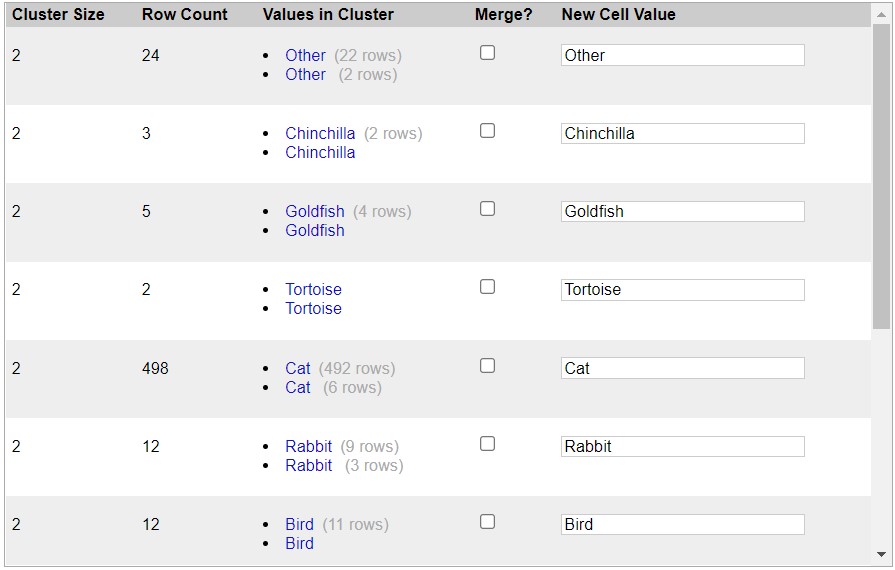 Cluster Size Row Count Values in Cluster Merge? New Cell Value
2 24 Other (22 rows) Other
Other (2 rows)
2 3 Chinchilla (2 rows) Chinchilla
Chinchilla
2 5 Goldfish (4 rows) Goldfish
Goldfish
2 2 Tortoise Tortoise
Tortoise
2 498 Cat (492 rows) Cat
Cat (6 rows)
2 12 Rabbit (9 rows) Rabbit
Rabbit (3 rows)
2 12 Bird (11 rows) Bird
Bird